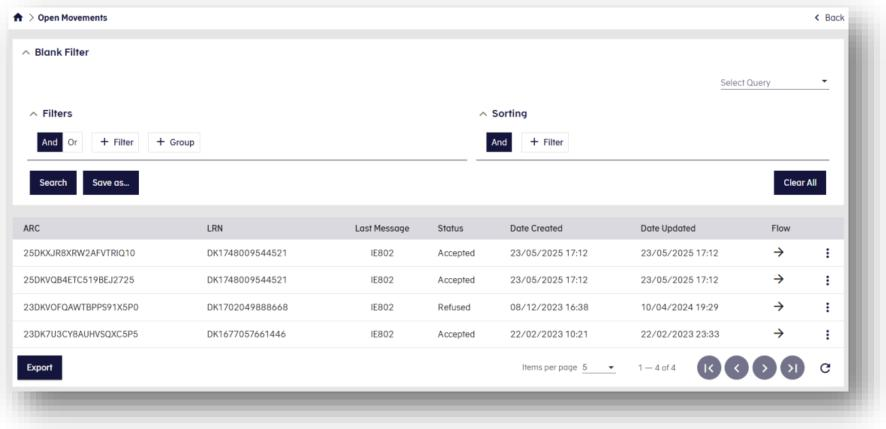 Open Movements Back
Blank Filter
Select Query
Filters Sorting
And Or + Filter + Group And + Filter
Search Save as... Clear All
ARC LRN Last Message Status Date Created Date Updated Flow
25DKXJR8XRW2AFVTRIQ10 DK1748009544521 IE802 Accepted 23/05/2025 17:12 23/05/2025 17:12
25DKVQB4ETC519BEJ2725 DK1748009544521 IE802 Accepted 23/05/2025 17:12 23/05/2025 17:12
23DKVOFQAWTBPPS91X5P0 DK1702049888668 IE802 Refused 08/12/2023 16:38 10/04/2024 19:29
23DK7U3CY8AUHVSQXC5P5 DK1677057661446 IE802 Accepted 22/02/2023 10:21 22/02/2023 23:33
Export Items per page 5 1 — 4 of 4